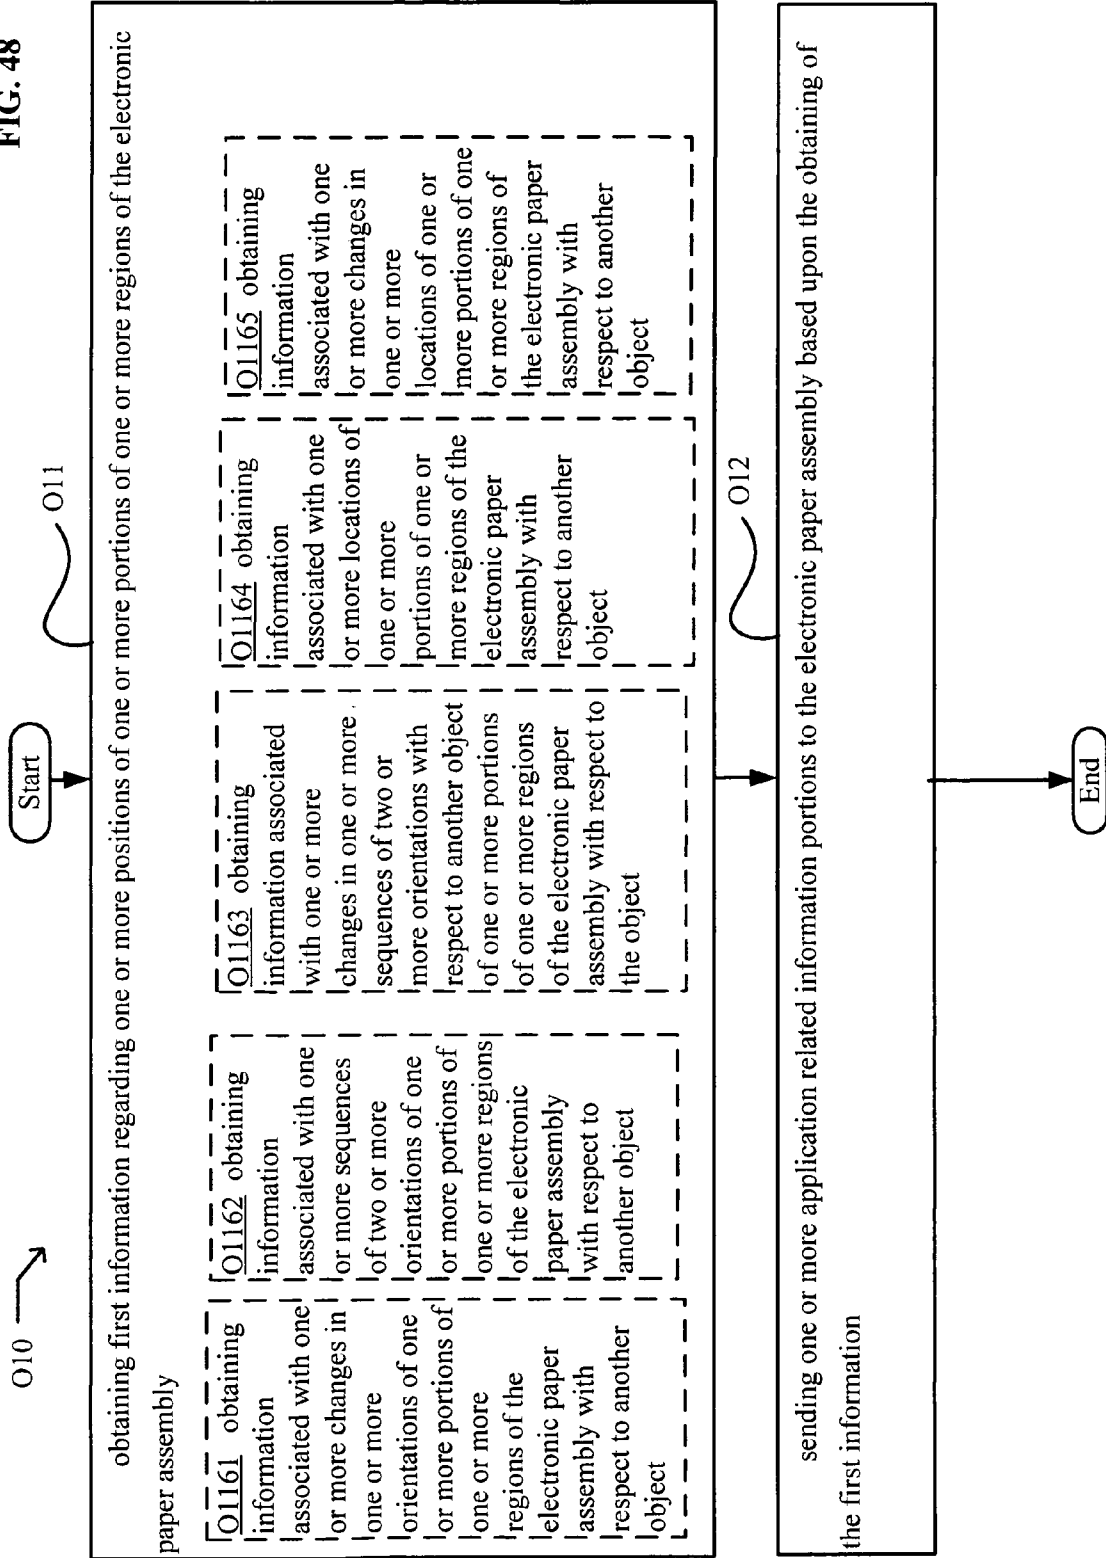 FIG. 48
O10
Start
O11
obtaining first information regarding one or more positions of one or more portions of one or more regions of the electronic
paper assembly
O1161 obtaining
information
associated with one
or more changes in
one or more
orientations of one
or more portions of
one or more
regions of the
electronic paper
assembly with
respect to another
object
O1162 obtaining
information
associated with one
or more sequences
of two or more
orientations of one
or more portions of
one or more regions
of the electronic
paper assembly
with respect to
another object
O1163 obtaining
information associated
with one or more
changes in one or more
sequences of two or
more orientations with
respect to another object
of one or more portions
of one or more regions
of the electronic paper
assembly with respect to
the object
O1164 obtaining
information
associated with one
or more locations of
one or more
portions of one or
more regions of the
electronic paper
assembly with
respect to another
object
O1165 obtaining
information
associated with one
or more changes in
one or more
locations of one or
more portions of one
or more regions of
the electronic paper
assembly with
respect to another
object
O12
sending one or more application related information portions to the electronic paper assembly based upon the obtaining of
the first information
End